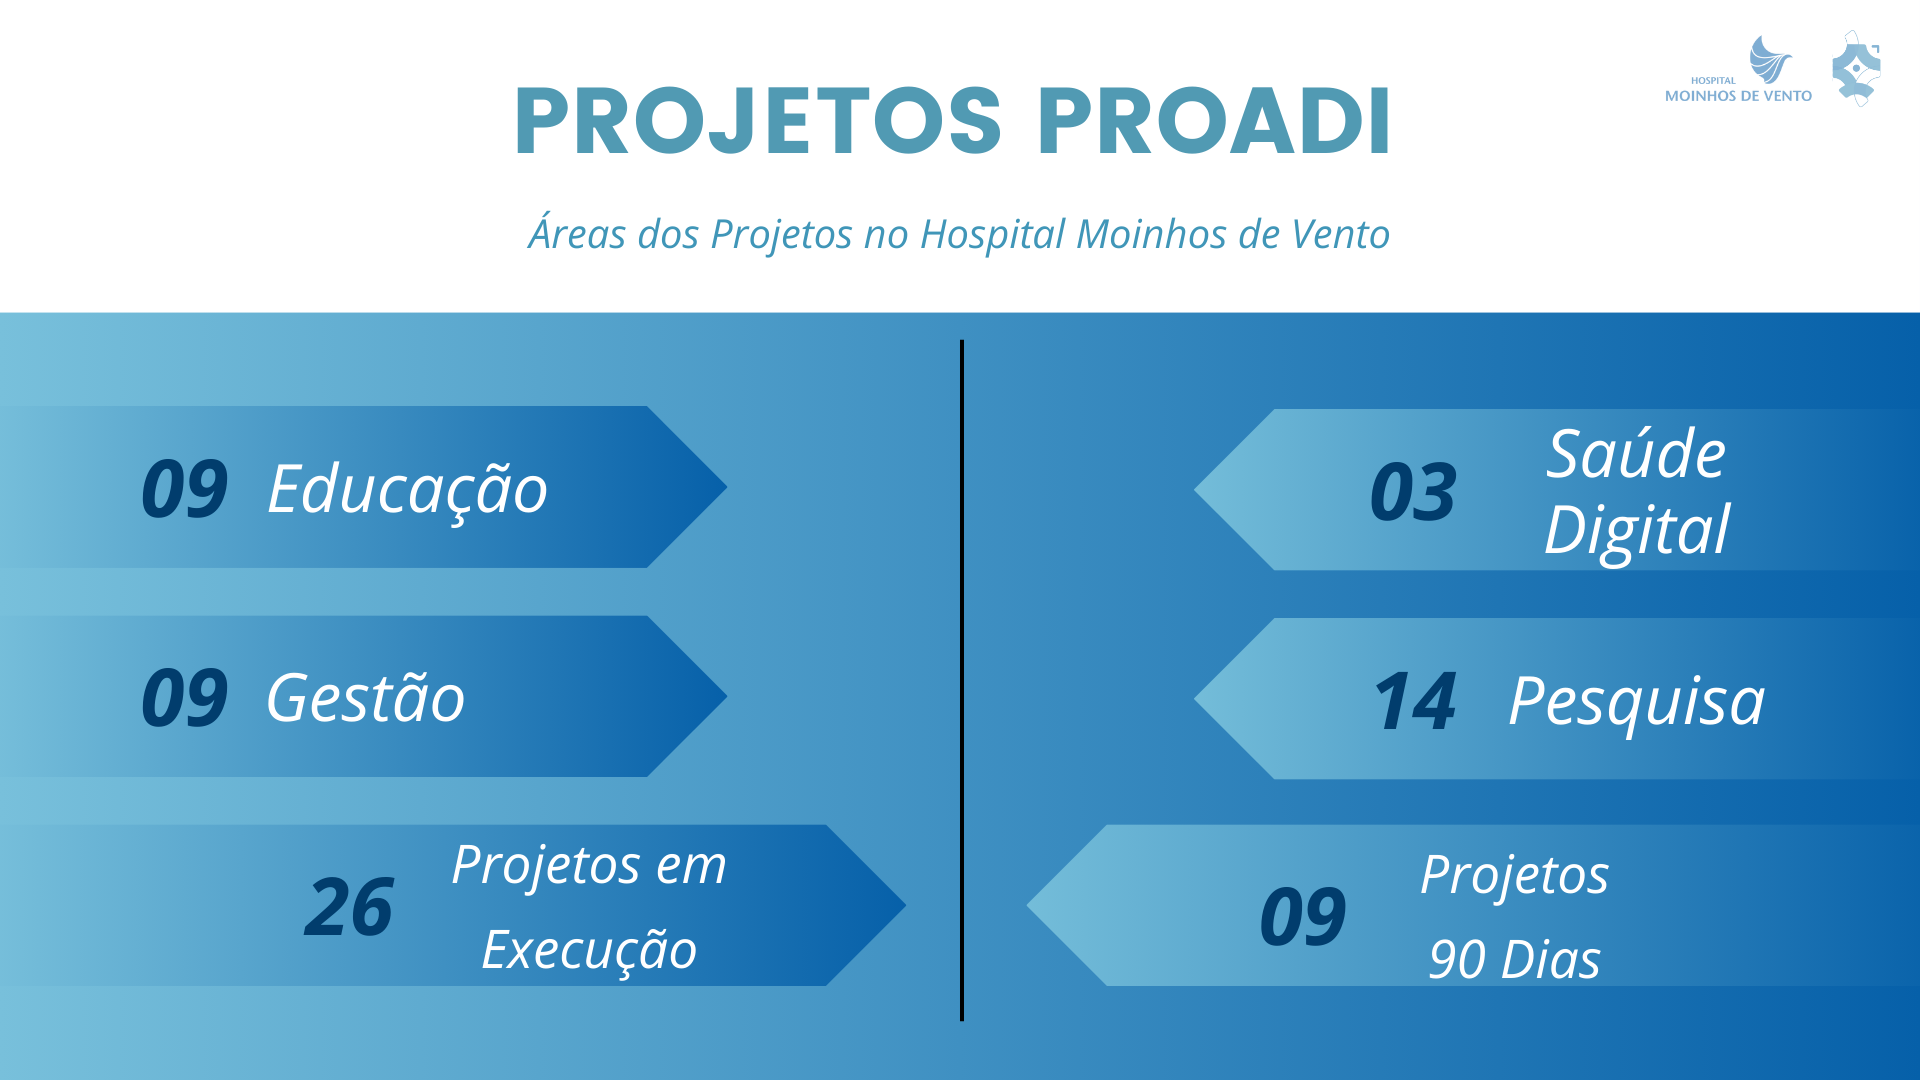 HOSPITAL
MOINHOS DE VENTO
PROJETOS PROADI
Áreas dos Projetos no Hospital Moinhos de Vento
09 Educação
09 Gestão
26 Projetos em
Execução
03 Saúde
Digital
14 Pesquisa
09 Projetos
90 Dias